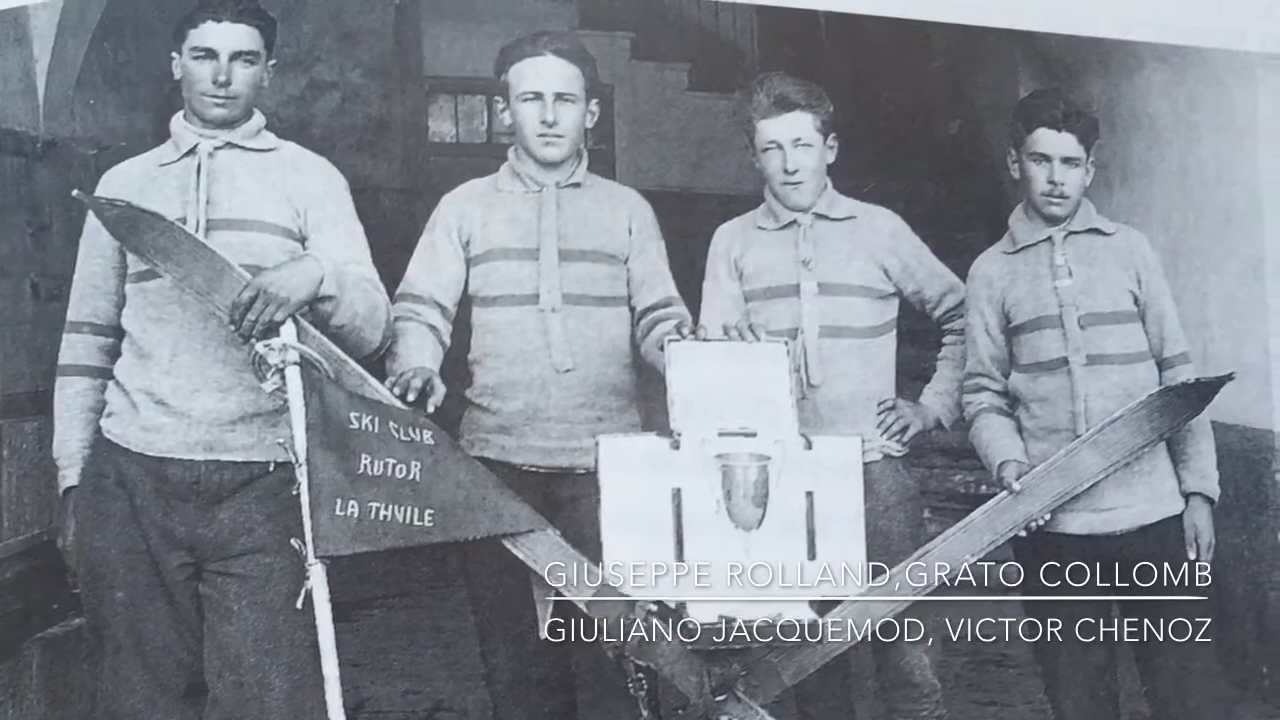 SKI CLUB
RUTOR
LA THUILE
GIUSEPPE ROLLAND,GRATO COLLOMB
GIULIANO JACQUEMOD, VICTOR CHENOZ